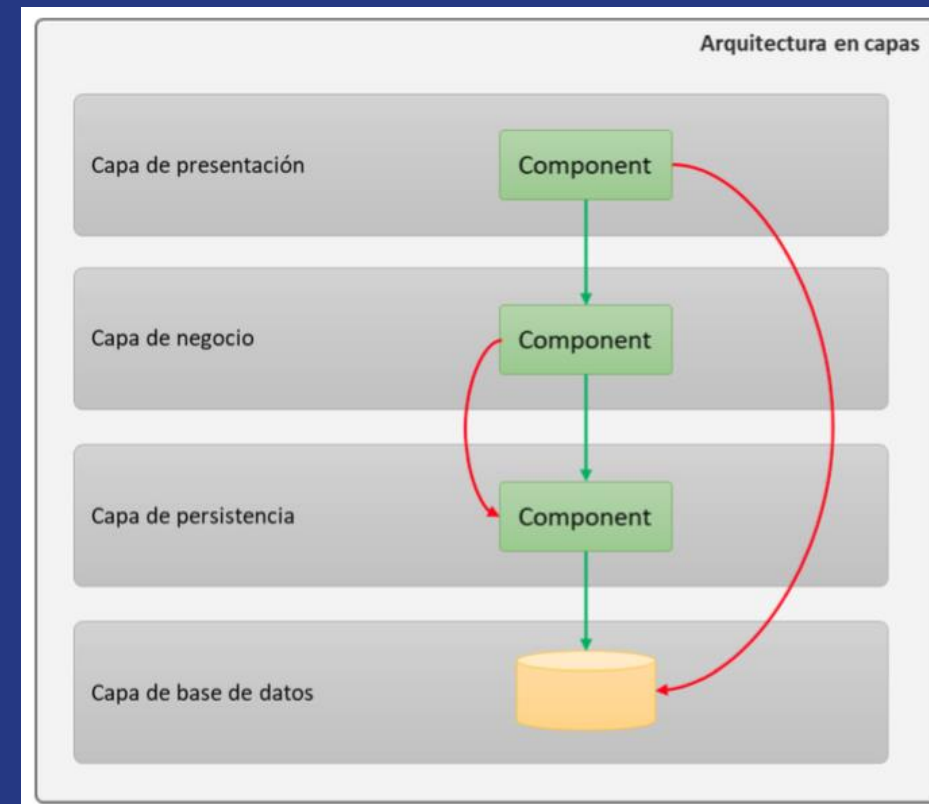 Arquitectura en capas
Capa de presentación
Component
Capa de negocio
Component
Capa de persistencia
Component
Capa de base de datos